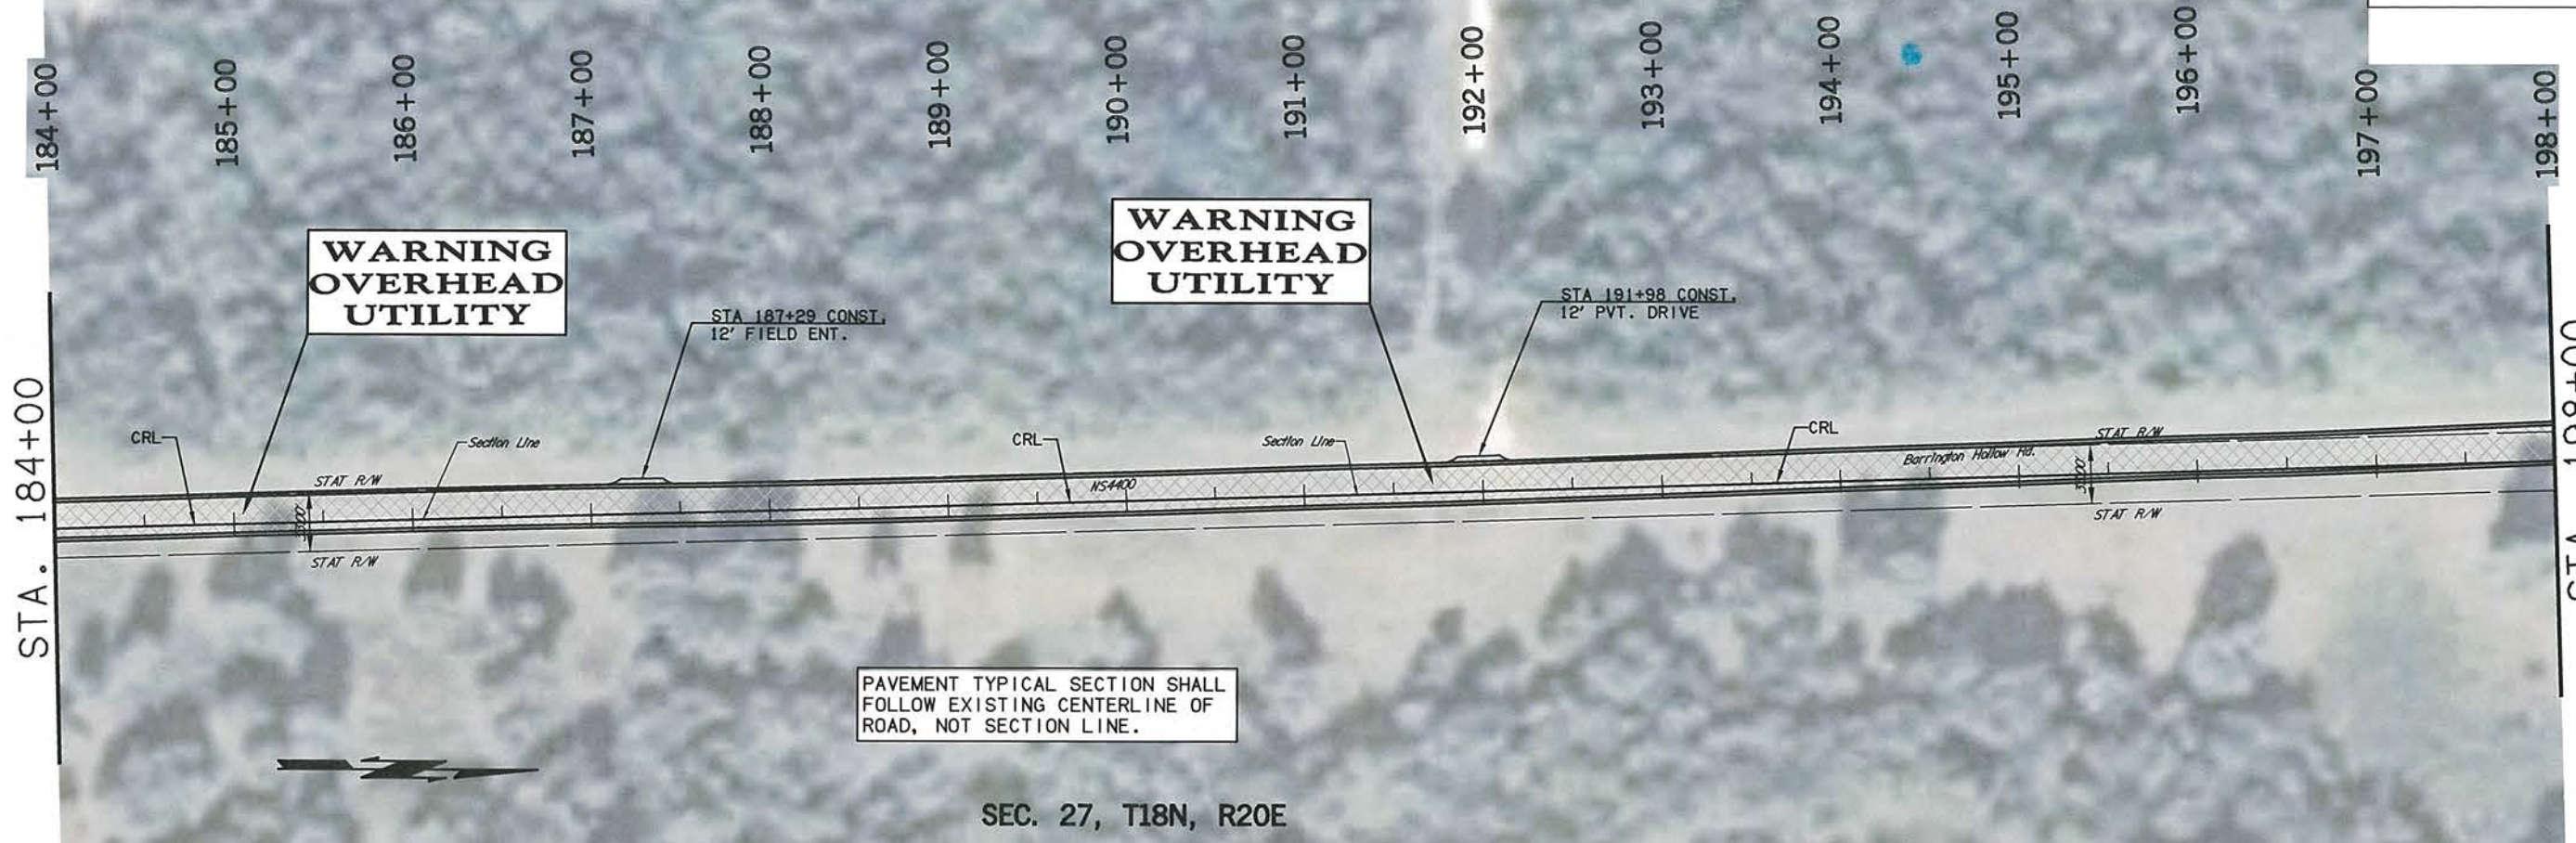 184+00
185+00
186+00
187+00
188+00
189+00
190+00
191+00
192+00
193+00
194+00
195+00
196+00
197+00
198+00
WARNING
OVERHEAD
UTILITY
WARNING
OVERHEAD
UTILITY
STA 187+29 CONST.
12' FIELD ENT.
STA 191+98 CONST.
12' PVT. DRIVE
STA. 184+00
STA. 198+00
CRL
Section Line
STAT R/W
STAT R/W
CRL
NS4400
Section Line
CRL
Barrington Hollow Rd.
STAT R/W
STAT R/W
PAVEMENT TYPICAL SECTION SHALL
FOLLOW EXISTING CENTERLINE OF
ROAD, NOT SECTION LINE.
SEC. 27, T18N, R20E